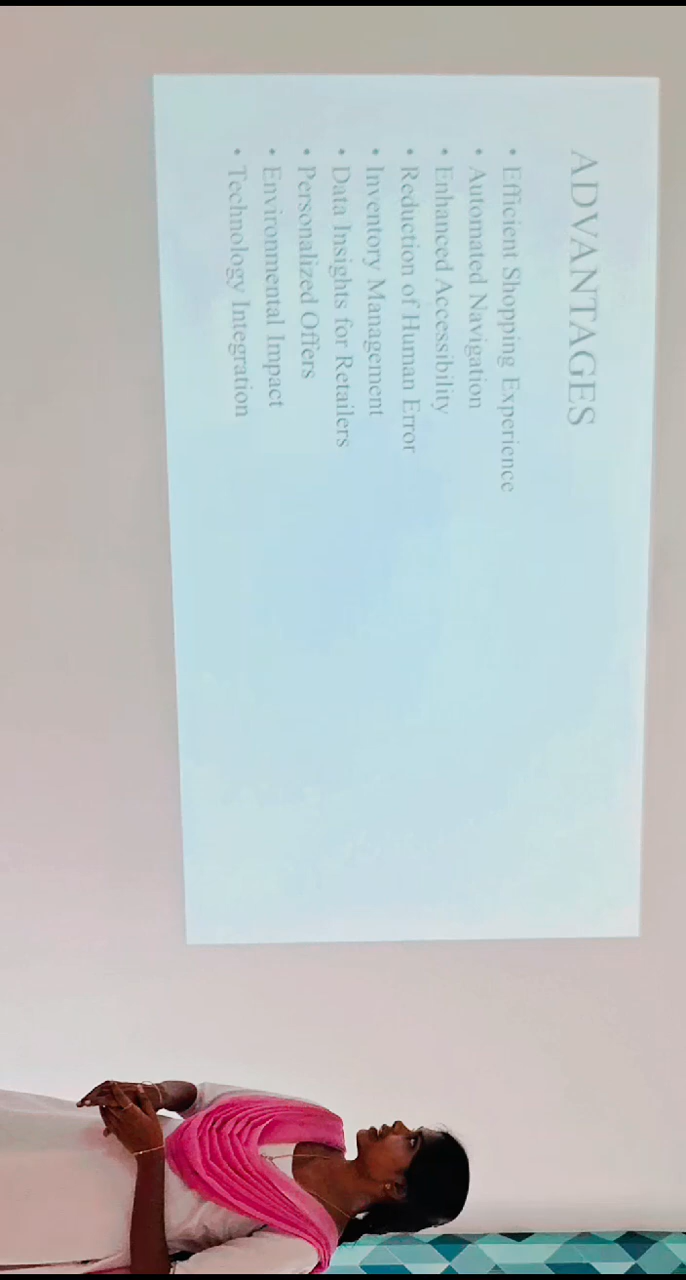 ADVANTAGES
• Efficient Shopping Experience
• Automated Navigation
• Enhanced Accessibility
• Reduction of Human Error
• Inventory Management
• Data Insights for Retailers
• Personalized Offers
• Environmental Impact
• Technology Integration